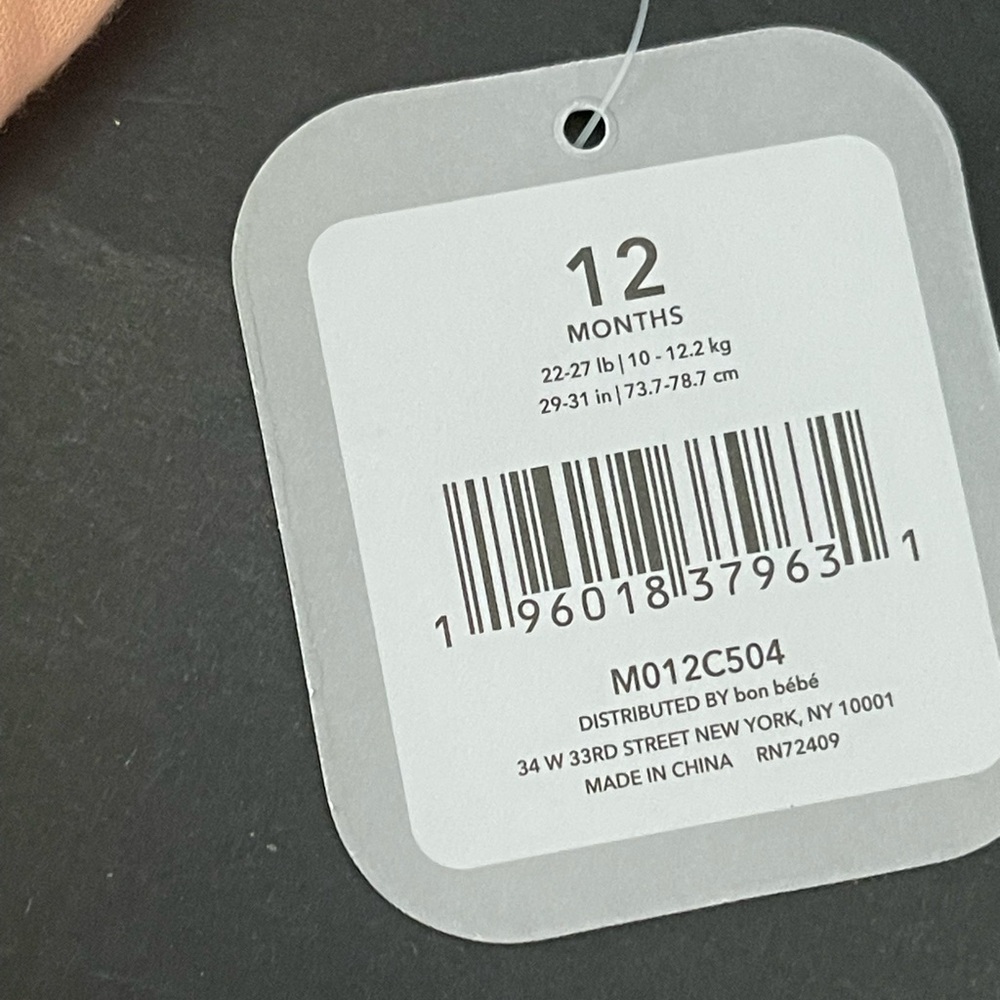 12
MONTHS
22-27 lb | 10 - 12.2 kg
29-31 in | 73.7-78.7 cm
1 96018 37963 1
M012C504
DISTRIBUTED BY bon bébé
34 W 33RD STREET NEW YORK, NY 10001
MADE IN CHINA RN72409